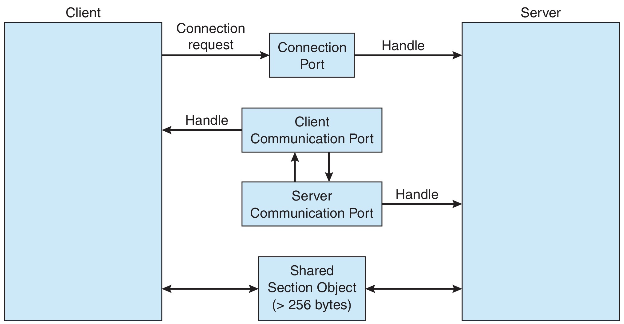 Client
Server
Connection
request
Connection
Port
Handle
Handle
Client
Communication Port
Server
Communication Port
Handle
Shared
Section Object
(> 256 bytes)